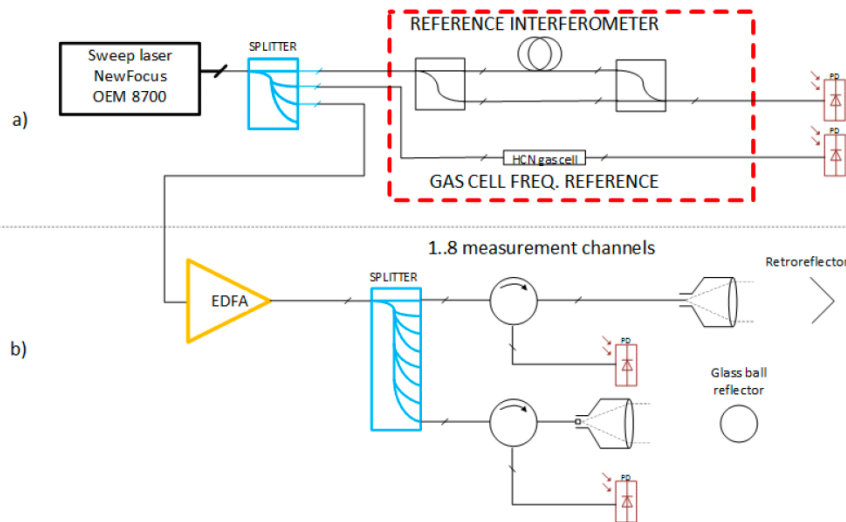 REFERENCE INTERFEROMETER
SPLITTER
Sweep laser
NewFocus
OEM 8700
PD
a)
PD
HCN gas cell
GAS CELL FREQ. REFERENCE
1..8 measurement channels
Retroreflector
SPLITTER
EDFA
PD
b)
Glass ball
reflector
PD